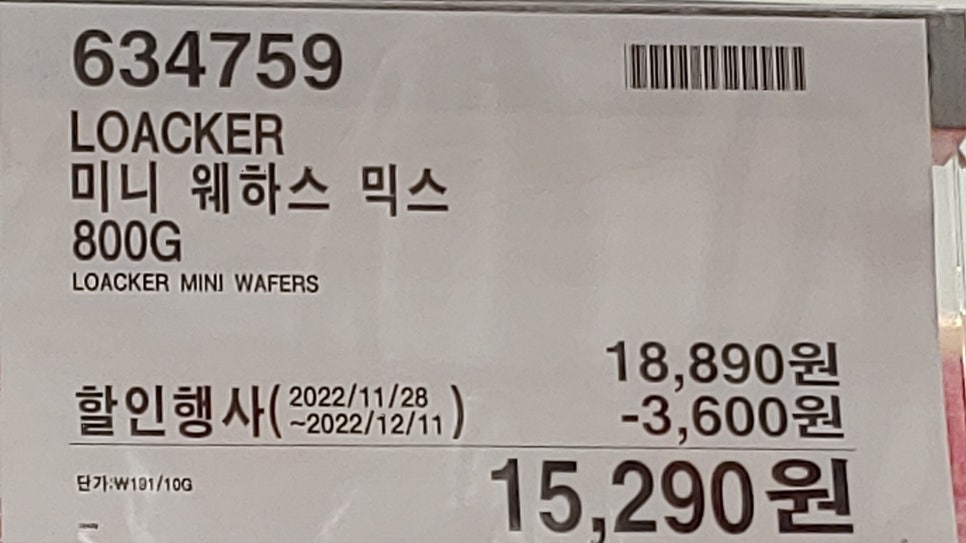 634759
LOACKER
미니 웨하스 믹스
800G
LOACKER MINI WAFERS
18,890원
할인행사( 2022/11/28
~2022/12/11 )
-3,600원
15,290원
단가:₩191/10G